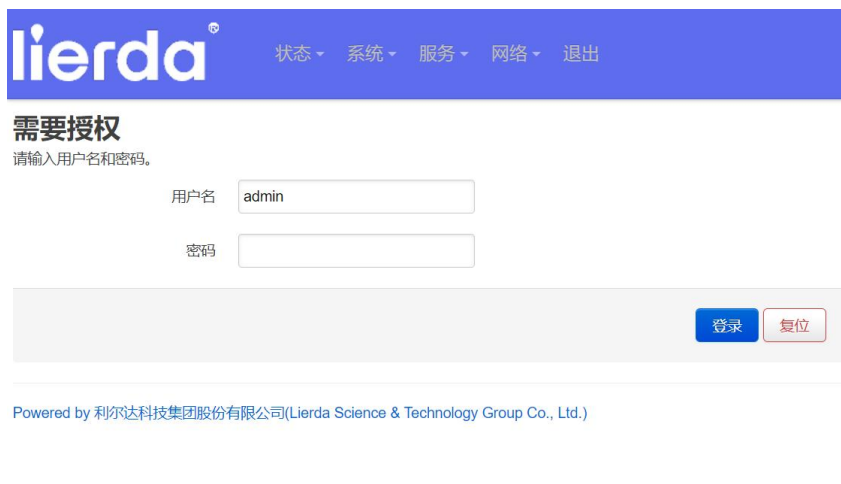 lierda®
状态 系统 服务 网络 退出
需要授权
请输入用户名和密码。
用户名 admin
密码
登录 复位
Powered by 利尔达科技集团股份有限公司(Lierda Science & Technology Group Co., Ltd.)